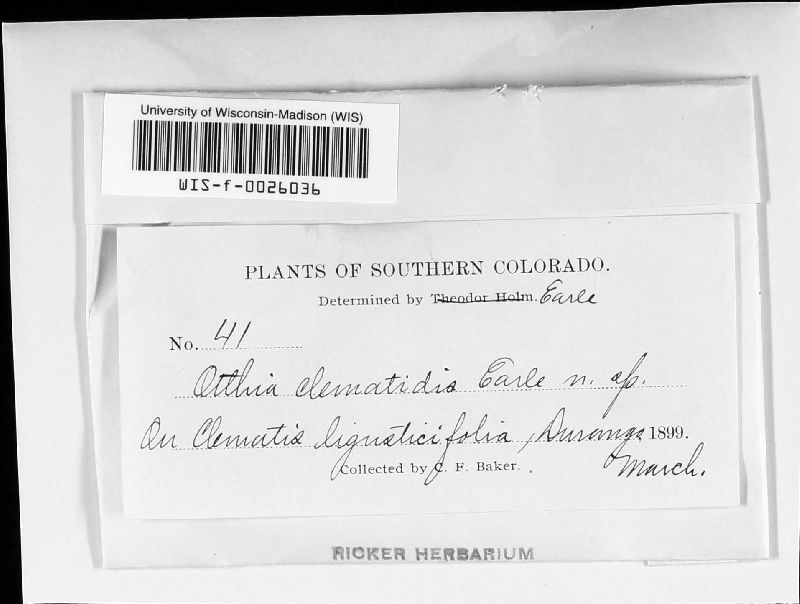 University of Wisconsin-Madison (WIS)
WIS-f-0026036
PLANTS OF SOUTHERN COLORADO.
Determined by Theodor Holm. Earle
No. 41
Otthia clematidis Earle n. sp.
On Clematis ligusticifolia, Durango 1899.
Collected by C. F. Baker. March.
RICKER HERBARIUM